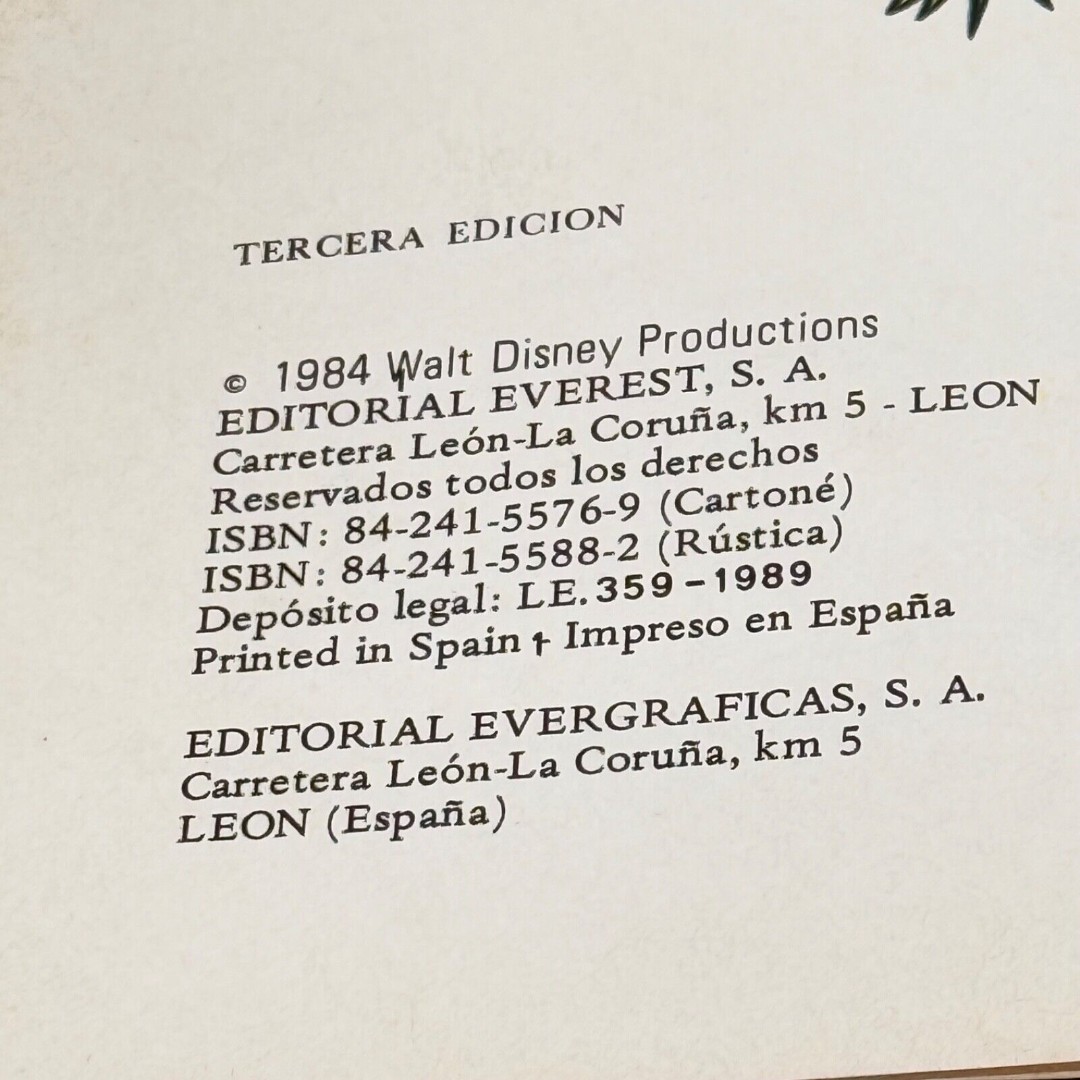 TERCERA EDICION
© 1984 Walt Disney Productions
EDITORIAL EVEREST, S. A.
Carretera León-La Coruña, km 5 - LEON
Reservados todos los derechos
ISBN: 84-241-5576-9 (Cartoné)
ISBN: 84-241-5588-2 (Rústica)
Depósito legal: LE. 359-1989
Printed in Spain - Impreso en España
EDITORIAL EVERGRAFICAS, S. A.
Carretera León-La Coruña, km 5
LEON (España)